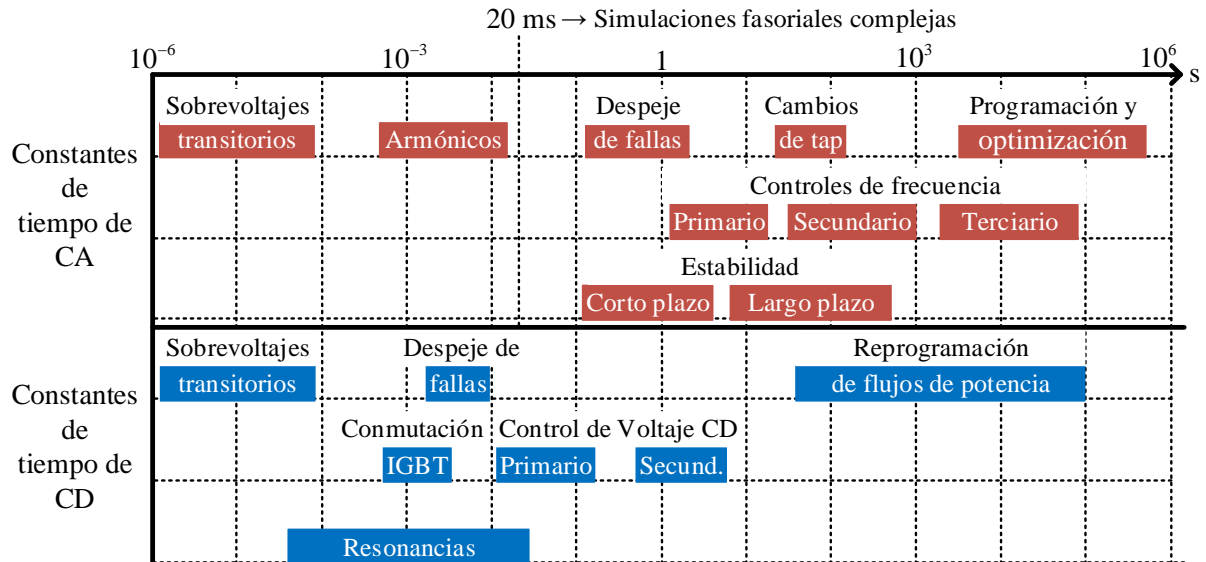 20 ms → Simulaciones fasoriales complejas
10⁻⁶ 10⁻³ 1 10³ 10⁶
s
Constantes
de
tiempo de
CA
Sobrevoltajes
transitorios
Armónicos
Despeje
de fallas
Cambios
de tap
Programación y
optimización
Controles de frecuencia
Primario Secundario Terciario
Estabilidad
Corto plazo Largo plazo
Constantes
de
tiempo de
CD
Sobrevoltajes
transitorios
Despeje de
fallas
Reprogramación
de flujos de potencia
Conmutación
IGBT
Control de Voltaje CD
Primario Secund.
Resonancias